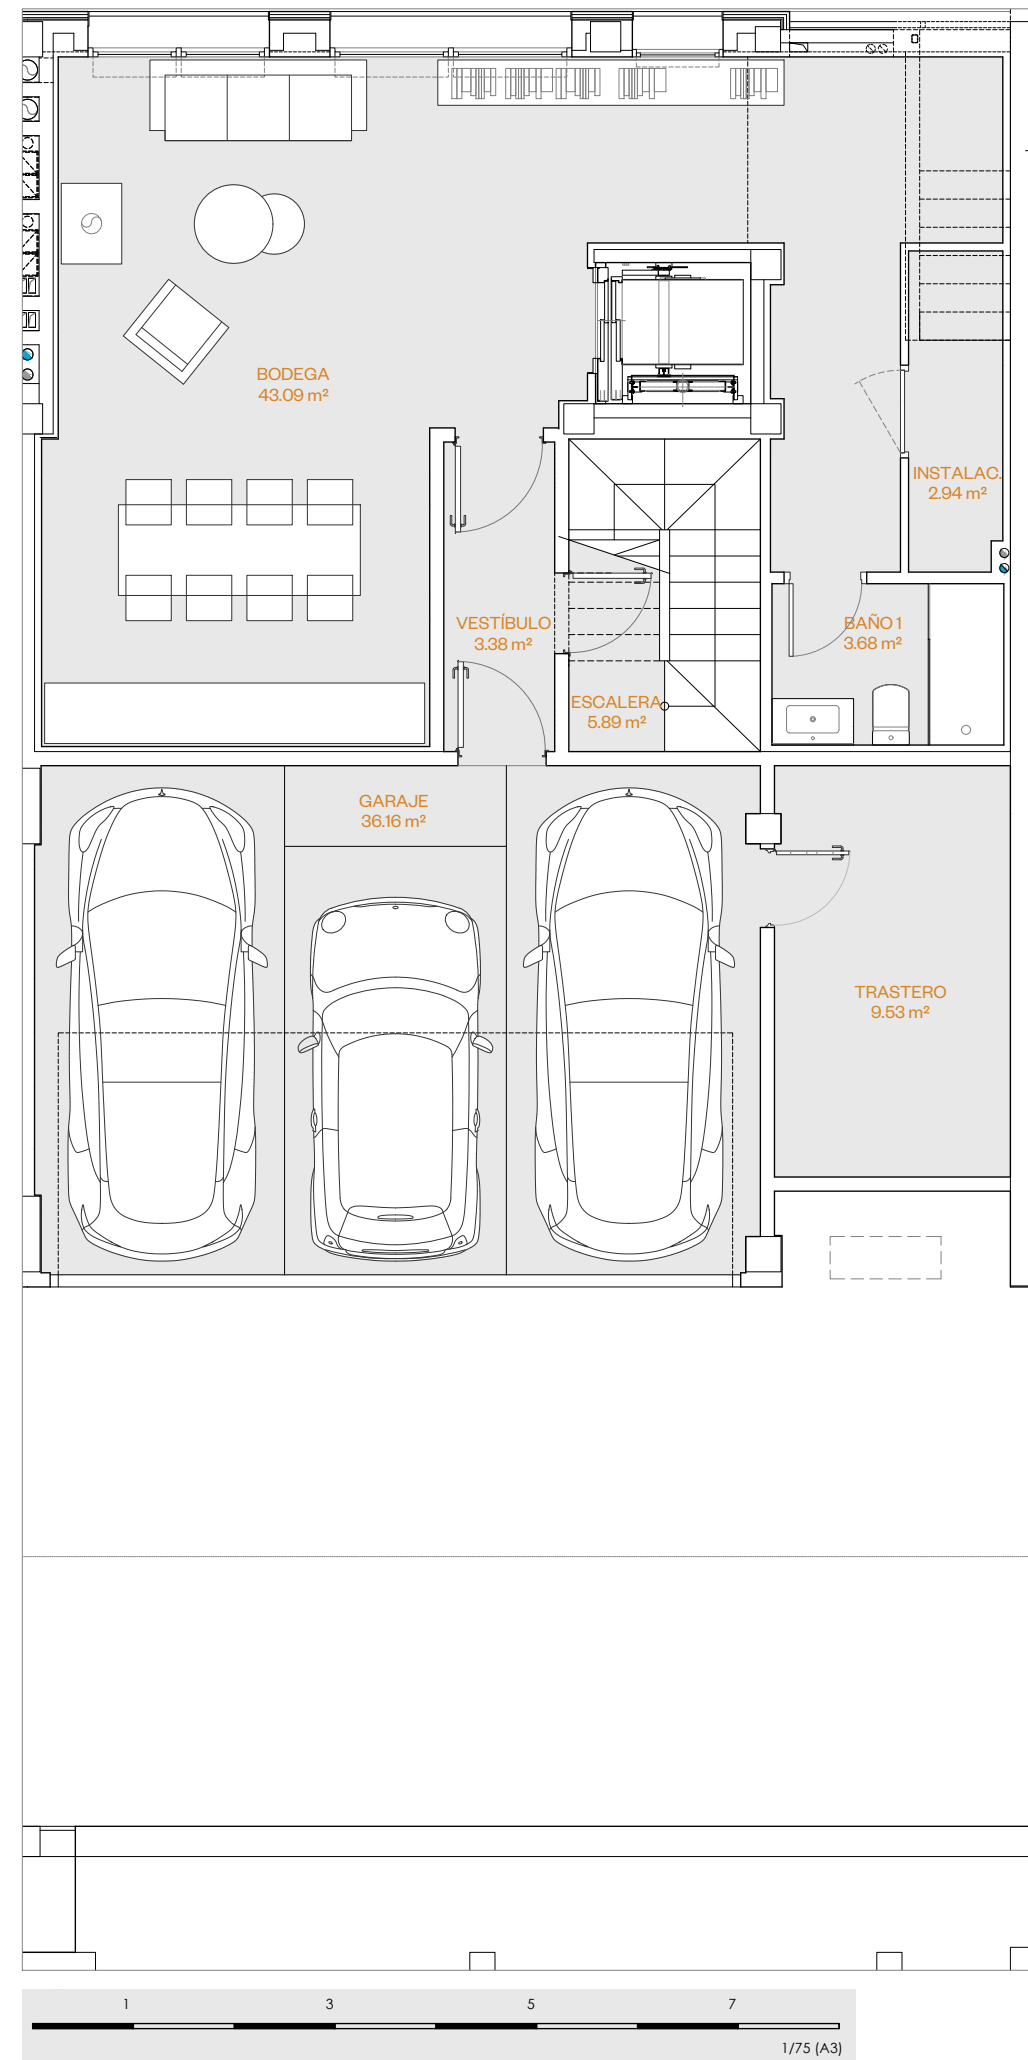 BODEGA
43.09 m²
INSTALAC.
2.94 m²
VESTÍBULO
3.38 m²
BAÑO 1
3.68 m²
ESCALERA
5.89 m²
GARAJE
36.16 m²
TRASTERO
9.53 m²
1 3 5 7
1/75 (A3)